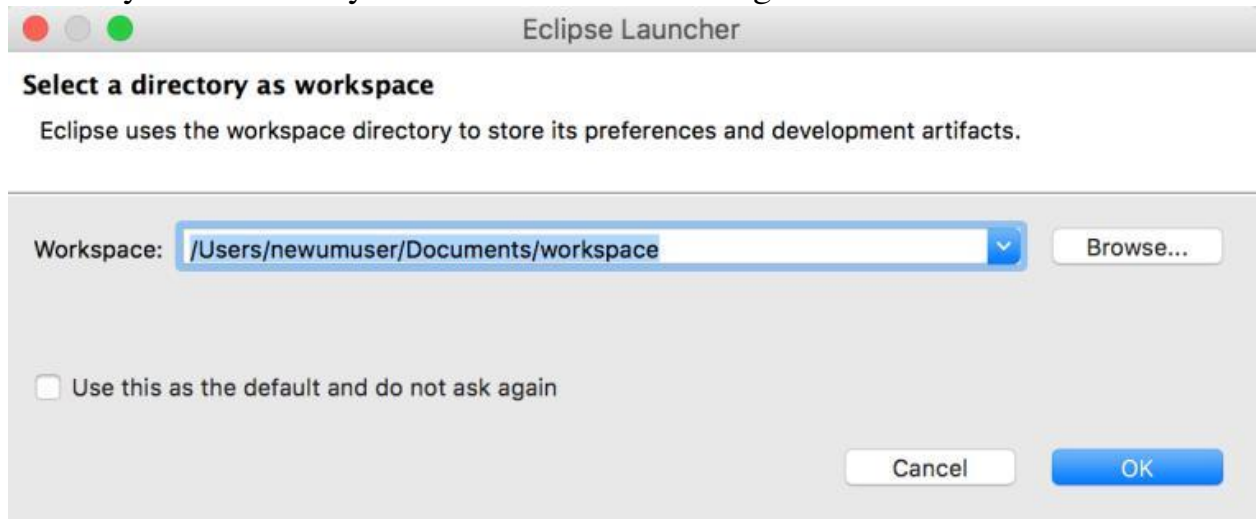 Eclipse Launcher
Select a directory as workspace
Eclipse uses the workspace directory to store its preferences and development artifacts.
Workspace: /Users/newumuser/Documents/workspace Browse...
Use this as the default and do not ask again
Cancel OK